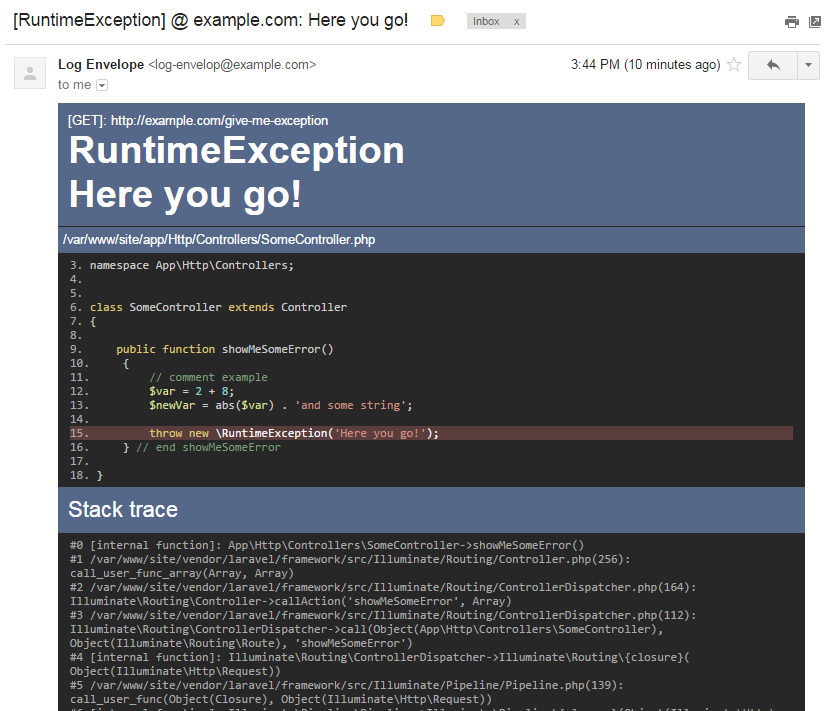 [RuntimeException] @ example.com: Here you go! Inbox x
Log Envelope <log-envelop@example.com> 3:44 PM (10 minutes ago)
to me
[GET]: http://example.com/give-me-exception
RuntimeException
Here you go!
/var/www/site/app/Http/Controllers/SomeController.php
3. namespace App\Http\Controllers;
4.
5.
6. class SomeController extends Controller
7. {
8.
9.     public function showMeSomeError()
10.     {
11.         // comment example
12.         $var = 2 + 8;
13.         $newVar = abs($var) . 'and some string';
14.
15.         throw new \RuntimeException('Here you go!');
16.     } // end showMeSomeError
17.
18. }
Stack trace
#0 [internal function]: App\Http\Controllers\SomeController->showMeSomeError()
#1 /var/www/site/vendor/laravel/framework/src/Illuminate/Routing/Controller.php(256):
call_user_func_array(Array, Array)
#2 /var/www/site/vendor/laravel/framework/src/Illuminate/Routing/ControllerDispatcher.php(164):
Illuminate\Routing\Controller->callAction('showMeSomeError', Array)
#3 /var/www/site/vendor/laravel/framework/src/Illuminate/Routing/ControllerDispatcher.php(112):
Illuminate\Routing\ControllerDispatcher->call(Object(App\Http\Controllers\SomeController),
Object(Illuminate\Routing\Route), 'showMeSomeError')
#4 [internal function]: Illuminate\Routing\ControllerDispatcher->Illuminate\Routing\{closure}(
Object(Illuminate\Http\Request))
#5 /var/www/site/vendor/laravel/framework/src/Illuminate/Pipeline/Pipeline.php(139):
call_user_func(Object(Closure), Object(Illuminate\Http\Request))